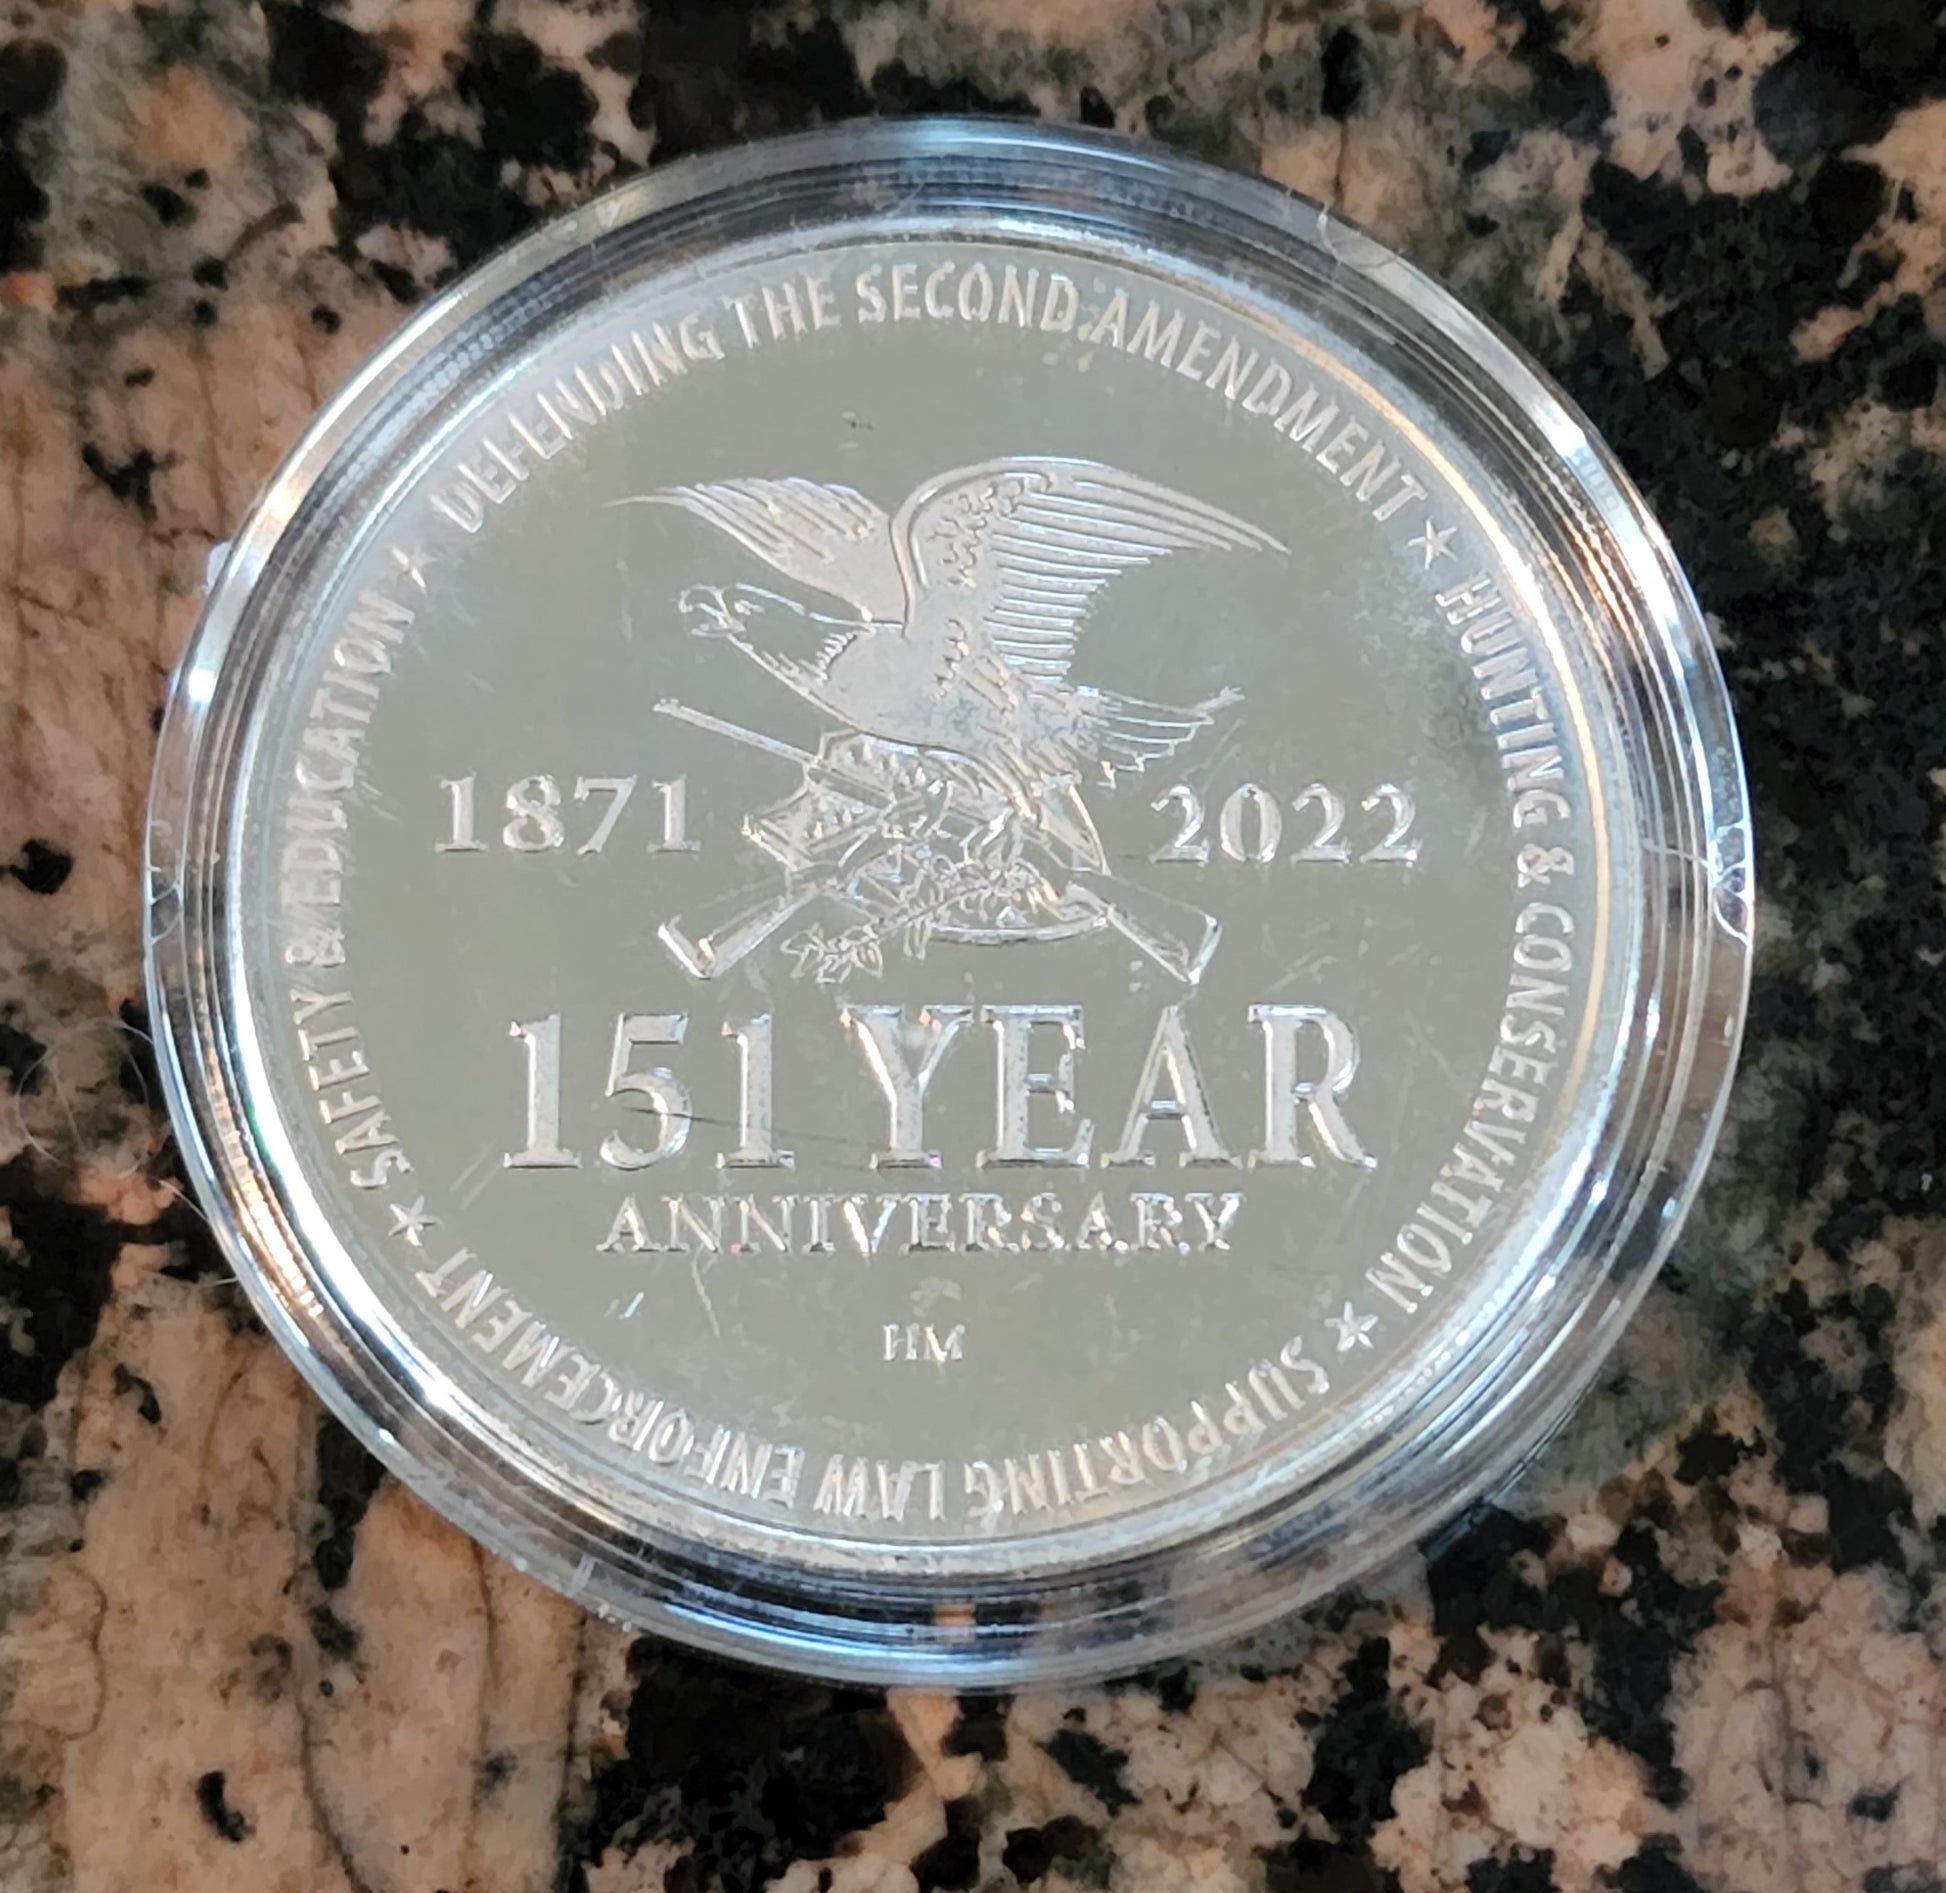 DEFENDING THE SECOND AMENDMENT ★ HUNTING & CONSERVATION ★ SUPPORTING LAW ENFORCEMENT ★ SAFETY & EDUCATION ★
1871 2022
151 YEAR
ANNIVERSARY
HM